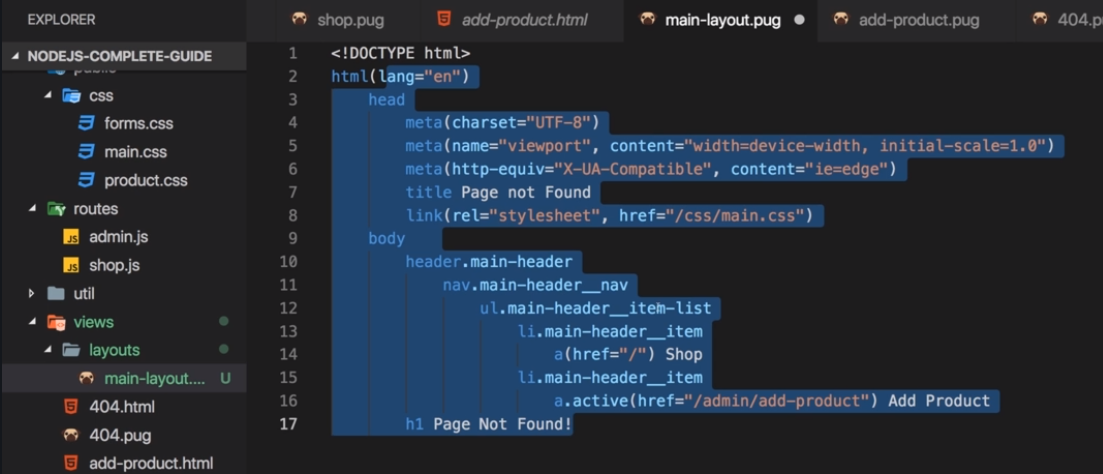 EXPLORER
NODEJS-COMPLETE-GUIDE
public
css
forms.css
main.css
product.css
routes
admin.js
shop.js
util
views
layouts
main-layout.... U
404.html
404.pug
add-product.html
shop.pug
add-product.html
main-layout.pug
add-product.pug
404.p
1 <!DOCTYPE html>
2 html(lang="en")
3 head
4 meta(charset="UTF-8")
5 meta(name="viewport", content="width=device-width, initial-scale=1.0")
6 meta(http-equiv="X-UA-Compatible", content="ie=edge")
7 title Page not Found
8 link(rel="stylesheet", href="/css/main.css")
9 body
10 header.main-header
11 nav.main-header__nav
12 ul.main-header__item-list
13 li.main-header__item
14 a(href="/") Shop
15 li.main-header__item
16 a.active(href="/admin/add-product") Add Product
17 h1 Page Not Found!